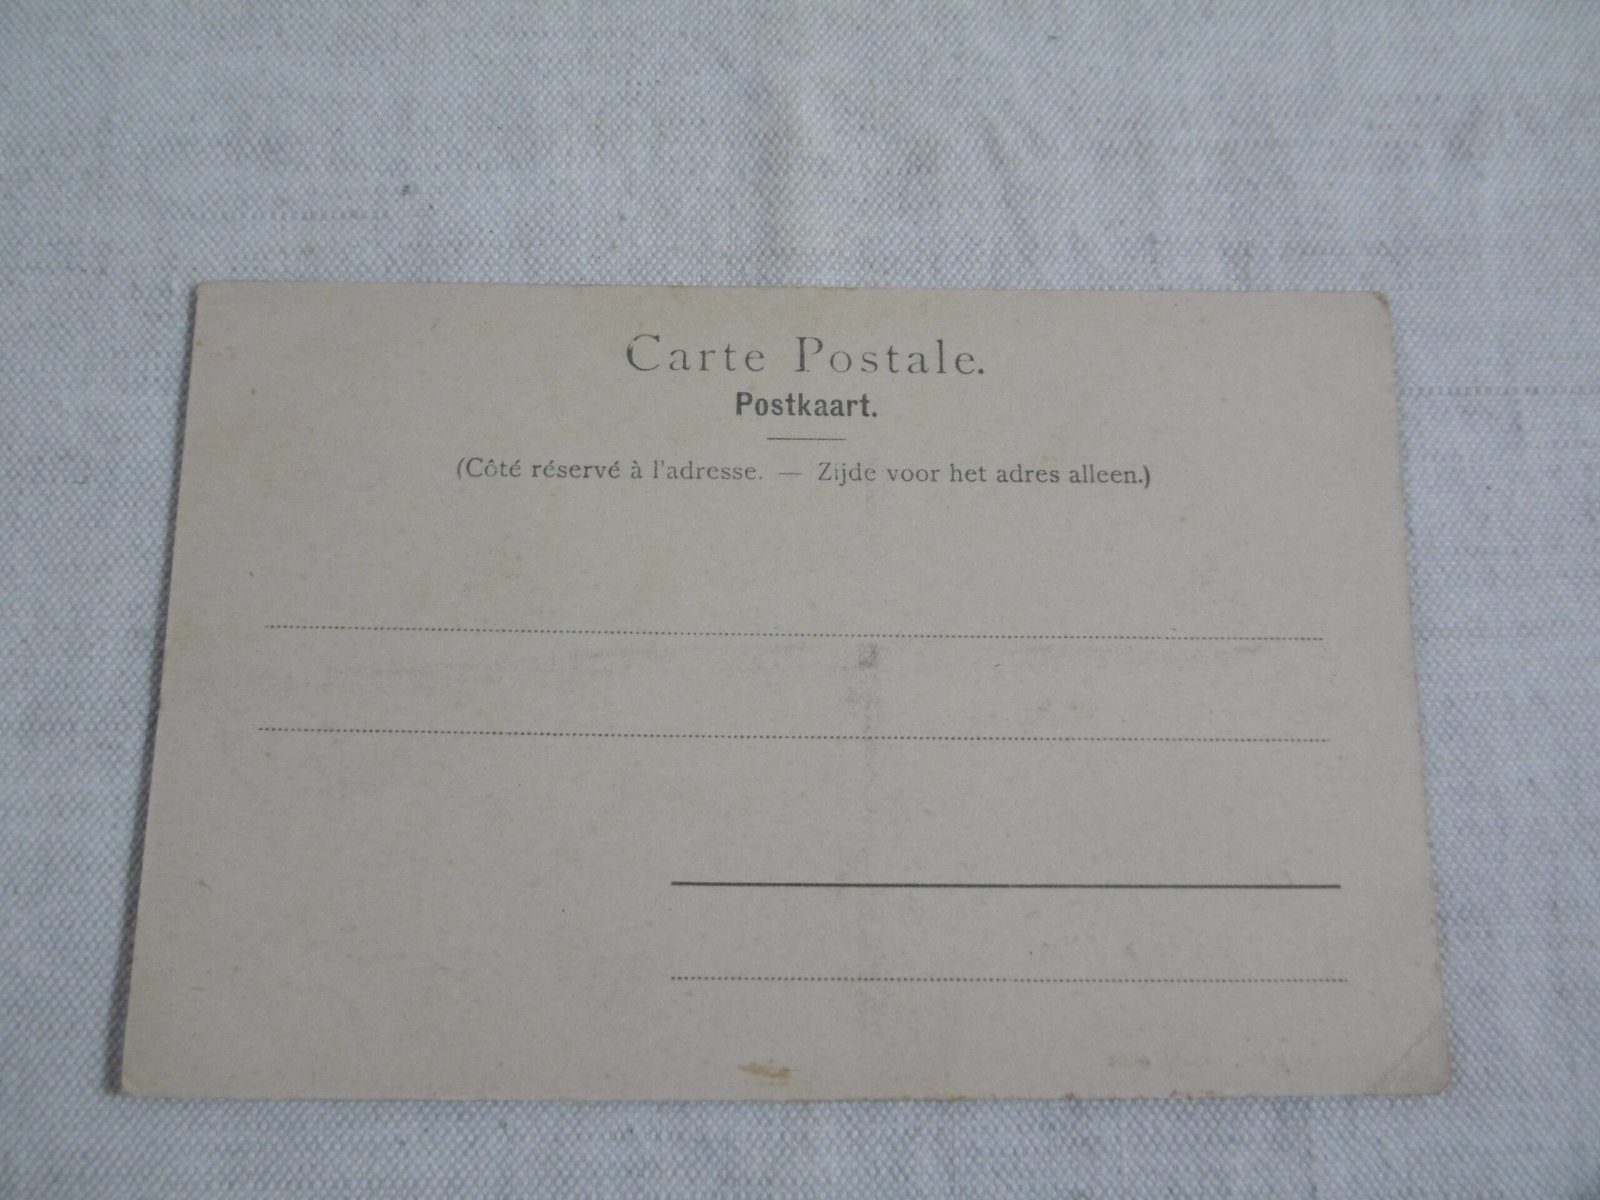 Carte Postale.
Postkaart.
(Côté réservé à l'adresse. — Zijde voor het adres alleen.)